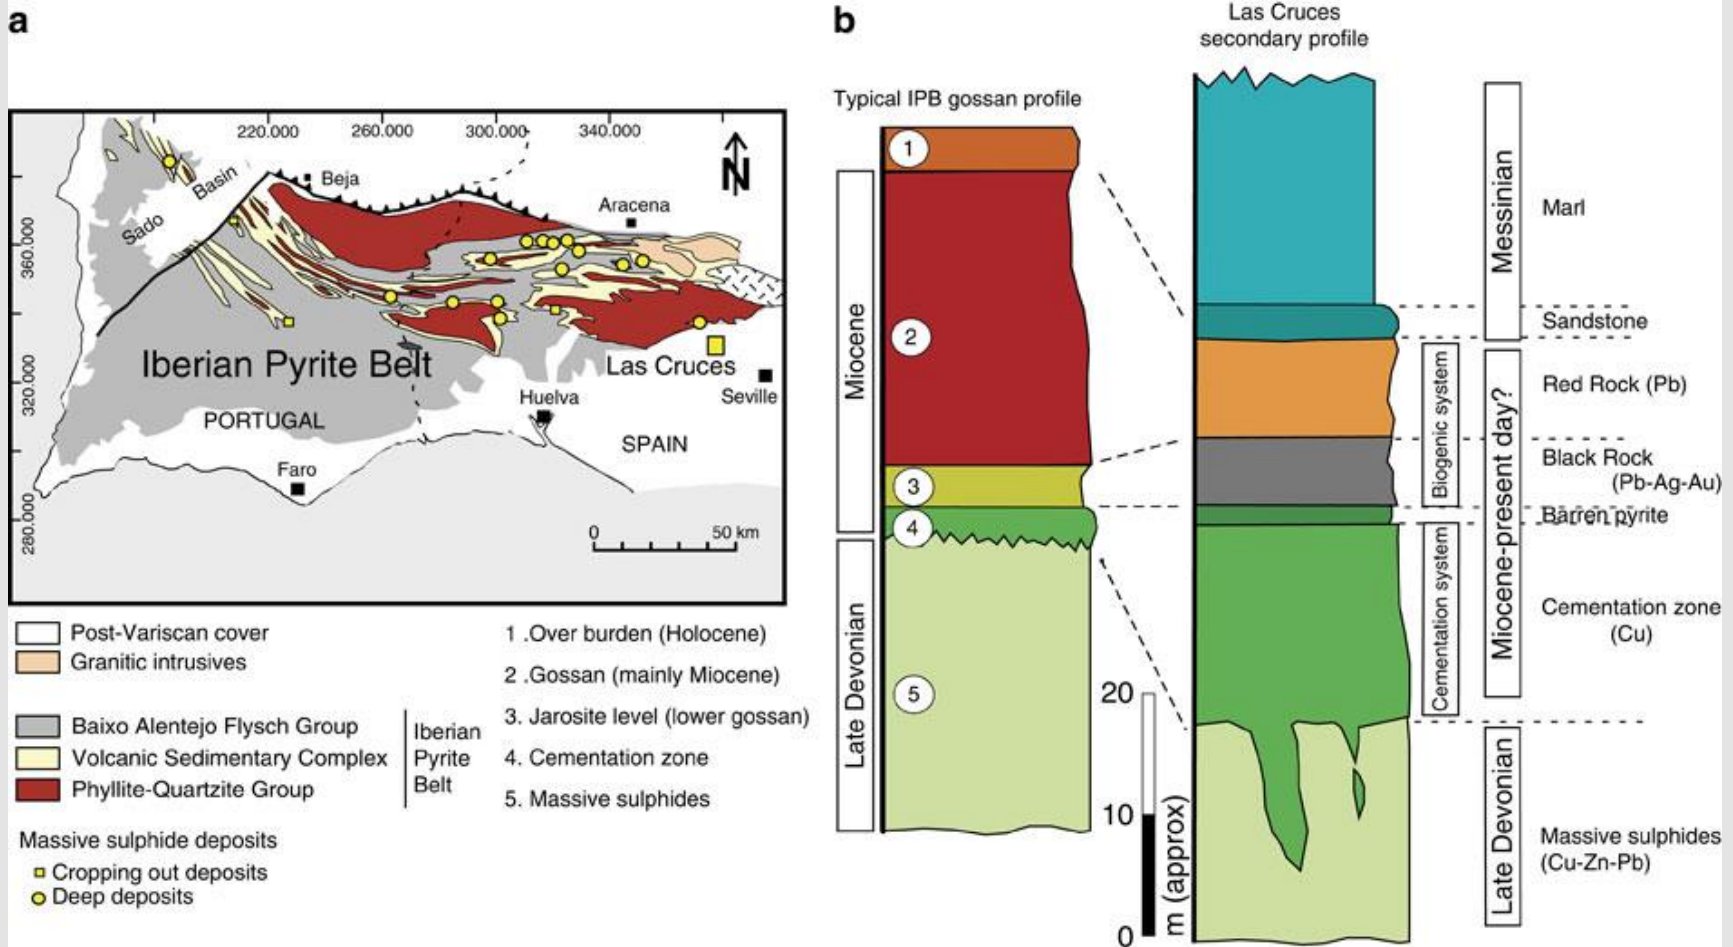 a
220.000
260.000
300.000
340.000
360.000
320.000
280.000
N
Sado
Basin
Beja
Aracena
Iberian Pyrite Belt
Las Cruces
Seville
Huelva
PORTUGAL
SPAIN
Faro
0
50 km
Post-Variscan cover
Granitic intrusives
Baixo Alentejo Flysch Group
Volcanic Sedimentary Complex
Phyllite-Quartzite Group
Iberian
Pyrite
Belt
Massive sulphide deposits
Cropping out deposits
Deep deposits
1 .Over burden (Holocene)
2 .Gossan (mainly Miocene)
3. Jarosite level (lower gossan)
4. Cementation zone
5. Massive sulphides
b
Typical IPB gossan profile
1
2
3
4
5
Miocene
Late Devonian
Las Cruces
secondary profile
20
10
0
m (approx)
Biogenic system
Cementation system
Messinian
Miocene-present day?
Late Devonian
Marl
Sandstone
Red Rock (Pb)
Black Rock
(Pb-Ag-Au)
Barren pyrite
Cementation zone
(Cu)
Massive sulphides
(Cu-Zn-Pb)